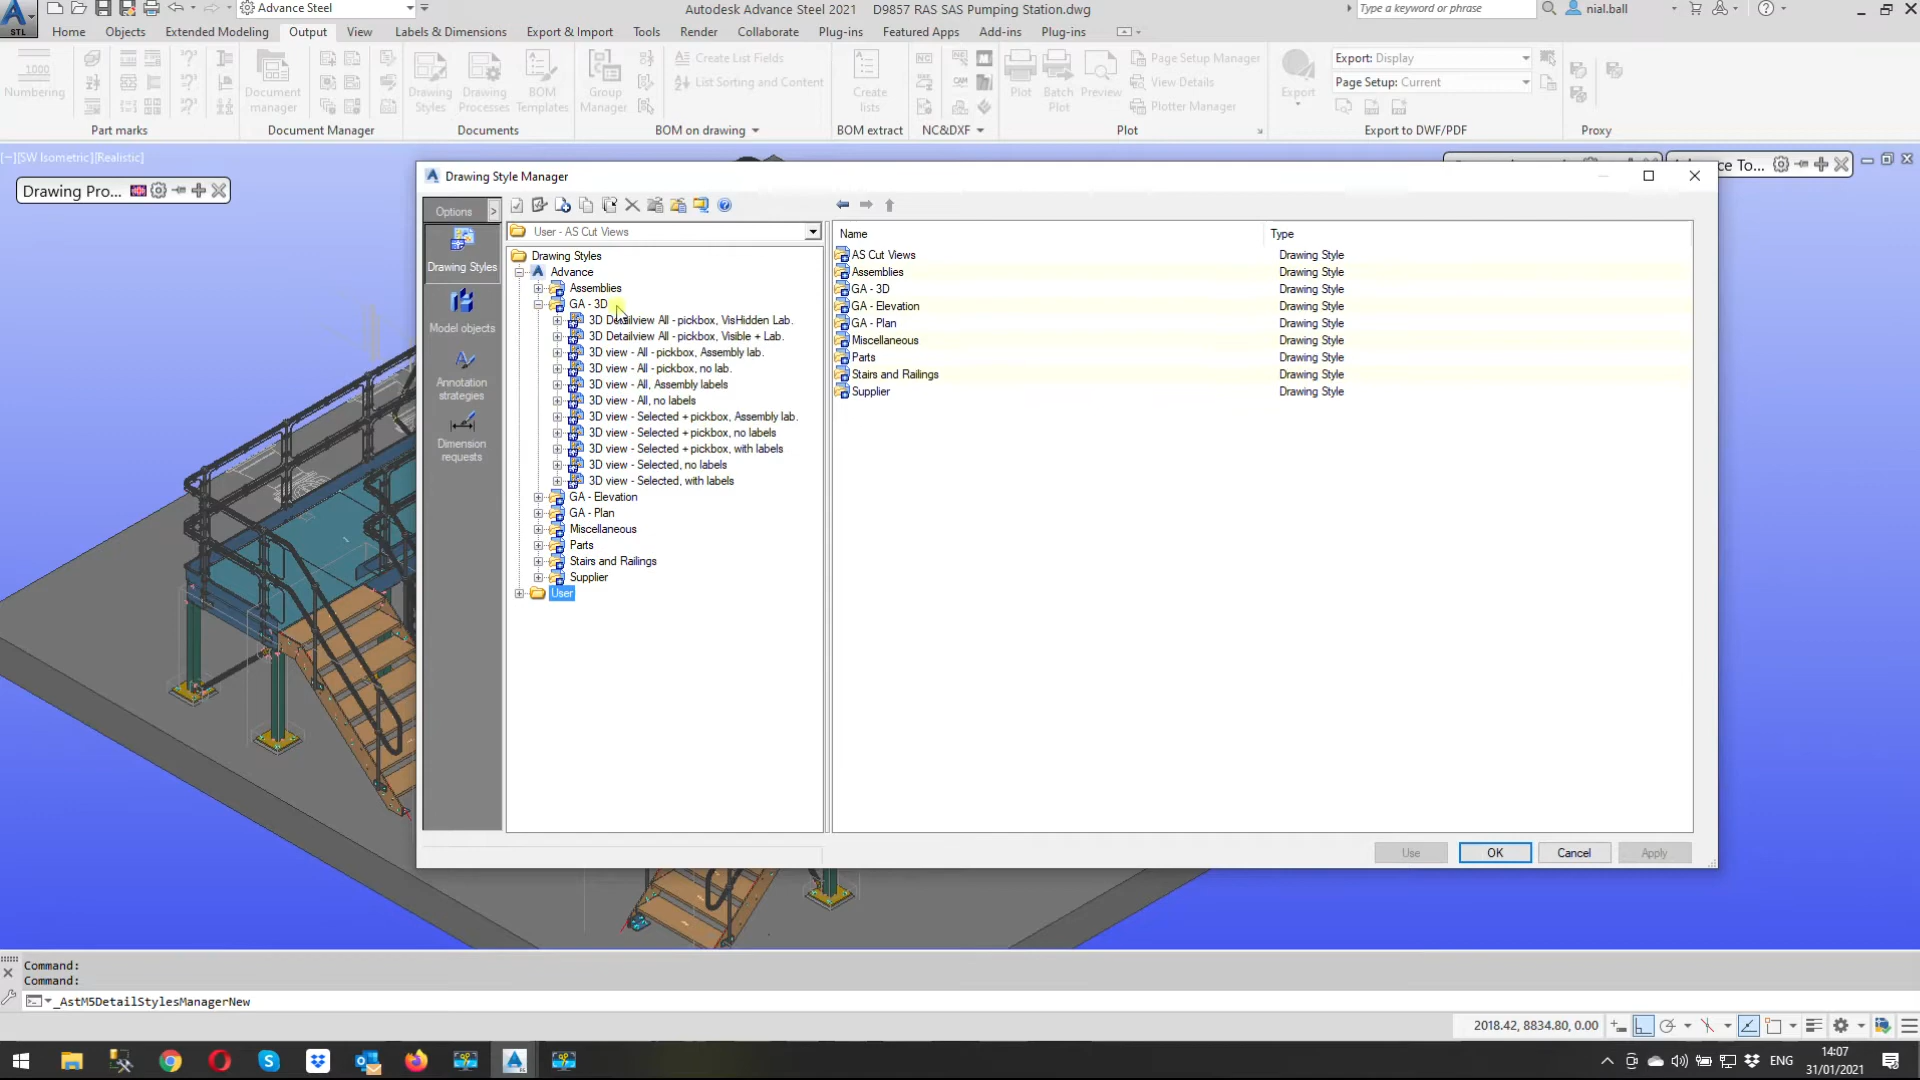 Advance Steel
Autodesk Advance Steel 2021 D9857 RAS SAS Pumping Station.dwg
Type a keyword or phrase
nial.ball
STL
Home Objects Extended Modeling Output View Labels & Dimensions Export & Import Tools Render Collaborate Plug-ins Featured Apps Add-ins Plug-ins
Numbering
Part marks
Document manager
Document Manager
Drawing Styles
Drawing Processes
BOM Templates
Documents
Group Manager
Create List Fields
List Sorting and Content
BOM on drawing
Create lists
BOM extract
NC&DXF
Plot
Batch Plot
Preview
Page Setup Manager
View Details
Plotter Manager
Plot
Export
Export: Display
Page Setup: Current
Export to DWF/PDF
Proxy
[−][SW Isometric][Realistic]
Drawing Pro...
ce To...
Drawing Style Manager
Options
>
Drawing Styles
Model objects
Annotation strategies
Dimension requests
User - AS Cut Views
Drawing Styles
Advance
Assemblies
GA - 3D
3D Detailview All - pickbox, VisHidden Lab.
3D Detailview All - pickbox, Visible + Lab.
3D view - All - pickbox, Assembly lab.
3D view - All - pickbox, no lab.
3D view - All, Assembly labels
3D view - All, no labels
3D view - Selected + pickbox, Assembly lab.
3D view - Selected + pickbox, no labels
3D view - Selected + pickbox, with labels
3D view - Selected, no labels
3D view - Selected, with labels
GA - Elevation
GA - Plan
Miscellaneous
Parts
Stairs and Railings
Supplier
User
Name Type
AS Cut Views Drawing Style
Assemblies Drawing Style
GA - 3D Drawing Style
GA - Elevation Drawing Style
GA - Plan Drawing Style
Miscellaneous Drawing Style
Parts Drawing Style
Stairs and Railings Drawing Style
Supplier Drawing Style
Use OK Cancel Apply
Command:
Command:
_AstM5DetailStylesManagerNew
2018.42, 8834.80, 0.00
ENG
14:07
31/01/2021